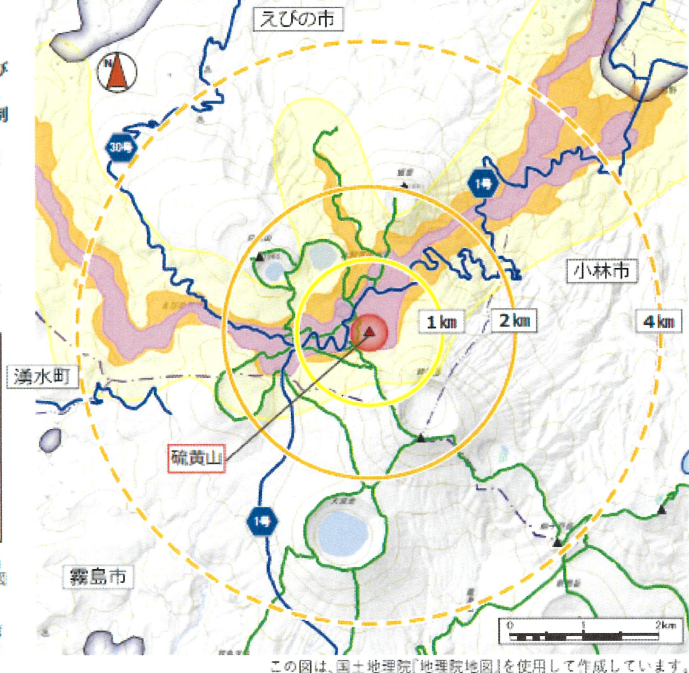 えびの市
N
30号
1号
小林市
1km
2km
4km
湧水町
硫黄山
1号
霧島市
0 1 2km
この図は、国土地理院『地理院地図』を使用して作成しています。